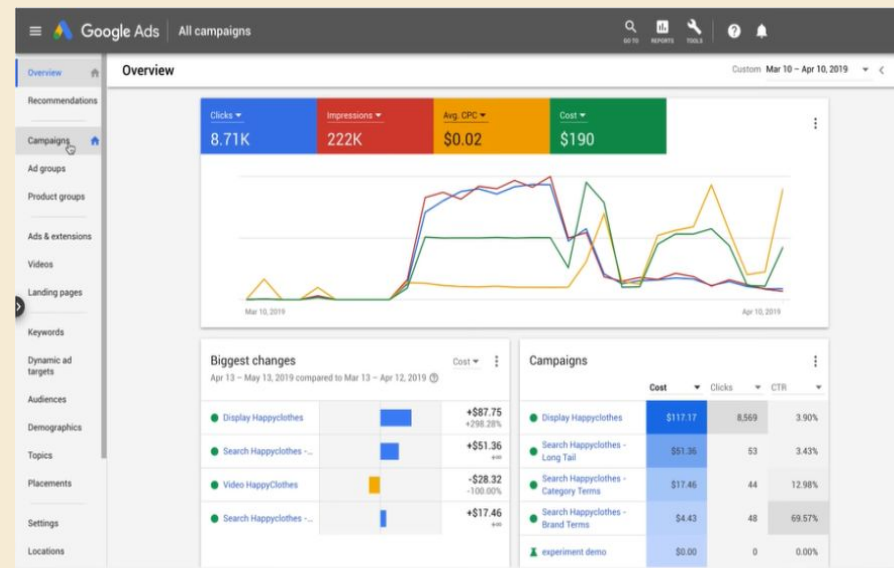 Google Ads All campaigns
GO TO
REPORTS
TOOLS
Overview
Recommendations
Campaigns
Ad groups
Product groups
Ads & extensions
Videos
Landing pages
Keywords
Dynamic ad
targets
Audiences
Demographics
Topics
Placements
Settings
Locations
Overview
Custom Mar 10 – Apr 10, 2019
Clicks
8.71K
Impressions
222K
Avg. CPC
$0.02
Cost
$190
Mar 10, 2019
Apr 10, 2019
Biggest changes
Cost
Apr 13 – May 13, 2019 compared to Mar 13 – Apr 12, 2019
Display Happyclothes
+$87.75
+298.28%
Search Happyclothes -...
+$51.36
+∞
Video HappyClothes
-$28.32
-100.00%
Search Happyclothes -...
+$17.46
+∞
Campaigns
Cost Clicks CTR
Display Happyclothes $117.17 8,569 3.90%
Search Happyclothes -
Long Tail
$51.36 53 3.43%
Search Happyclothes -
Category Terms
$17.46 44 12.98%
Search Happyclothes -
Brand Terms
$4.43 48 69.57%
experiment demo $0.00 0 0.00%